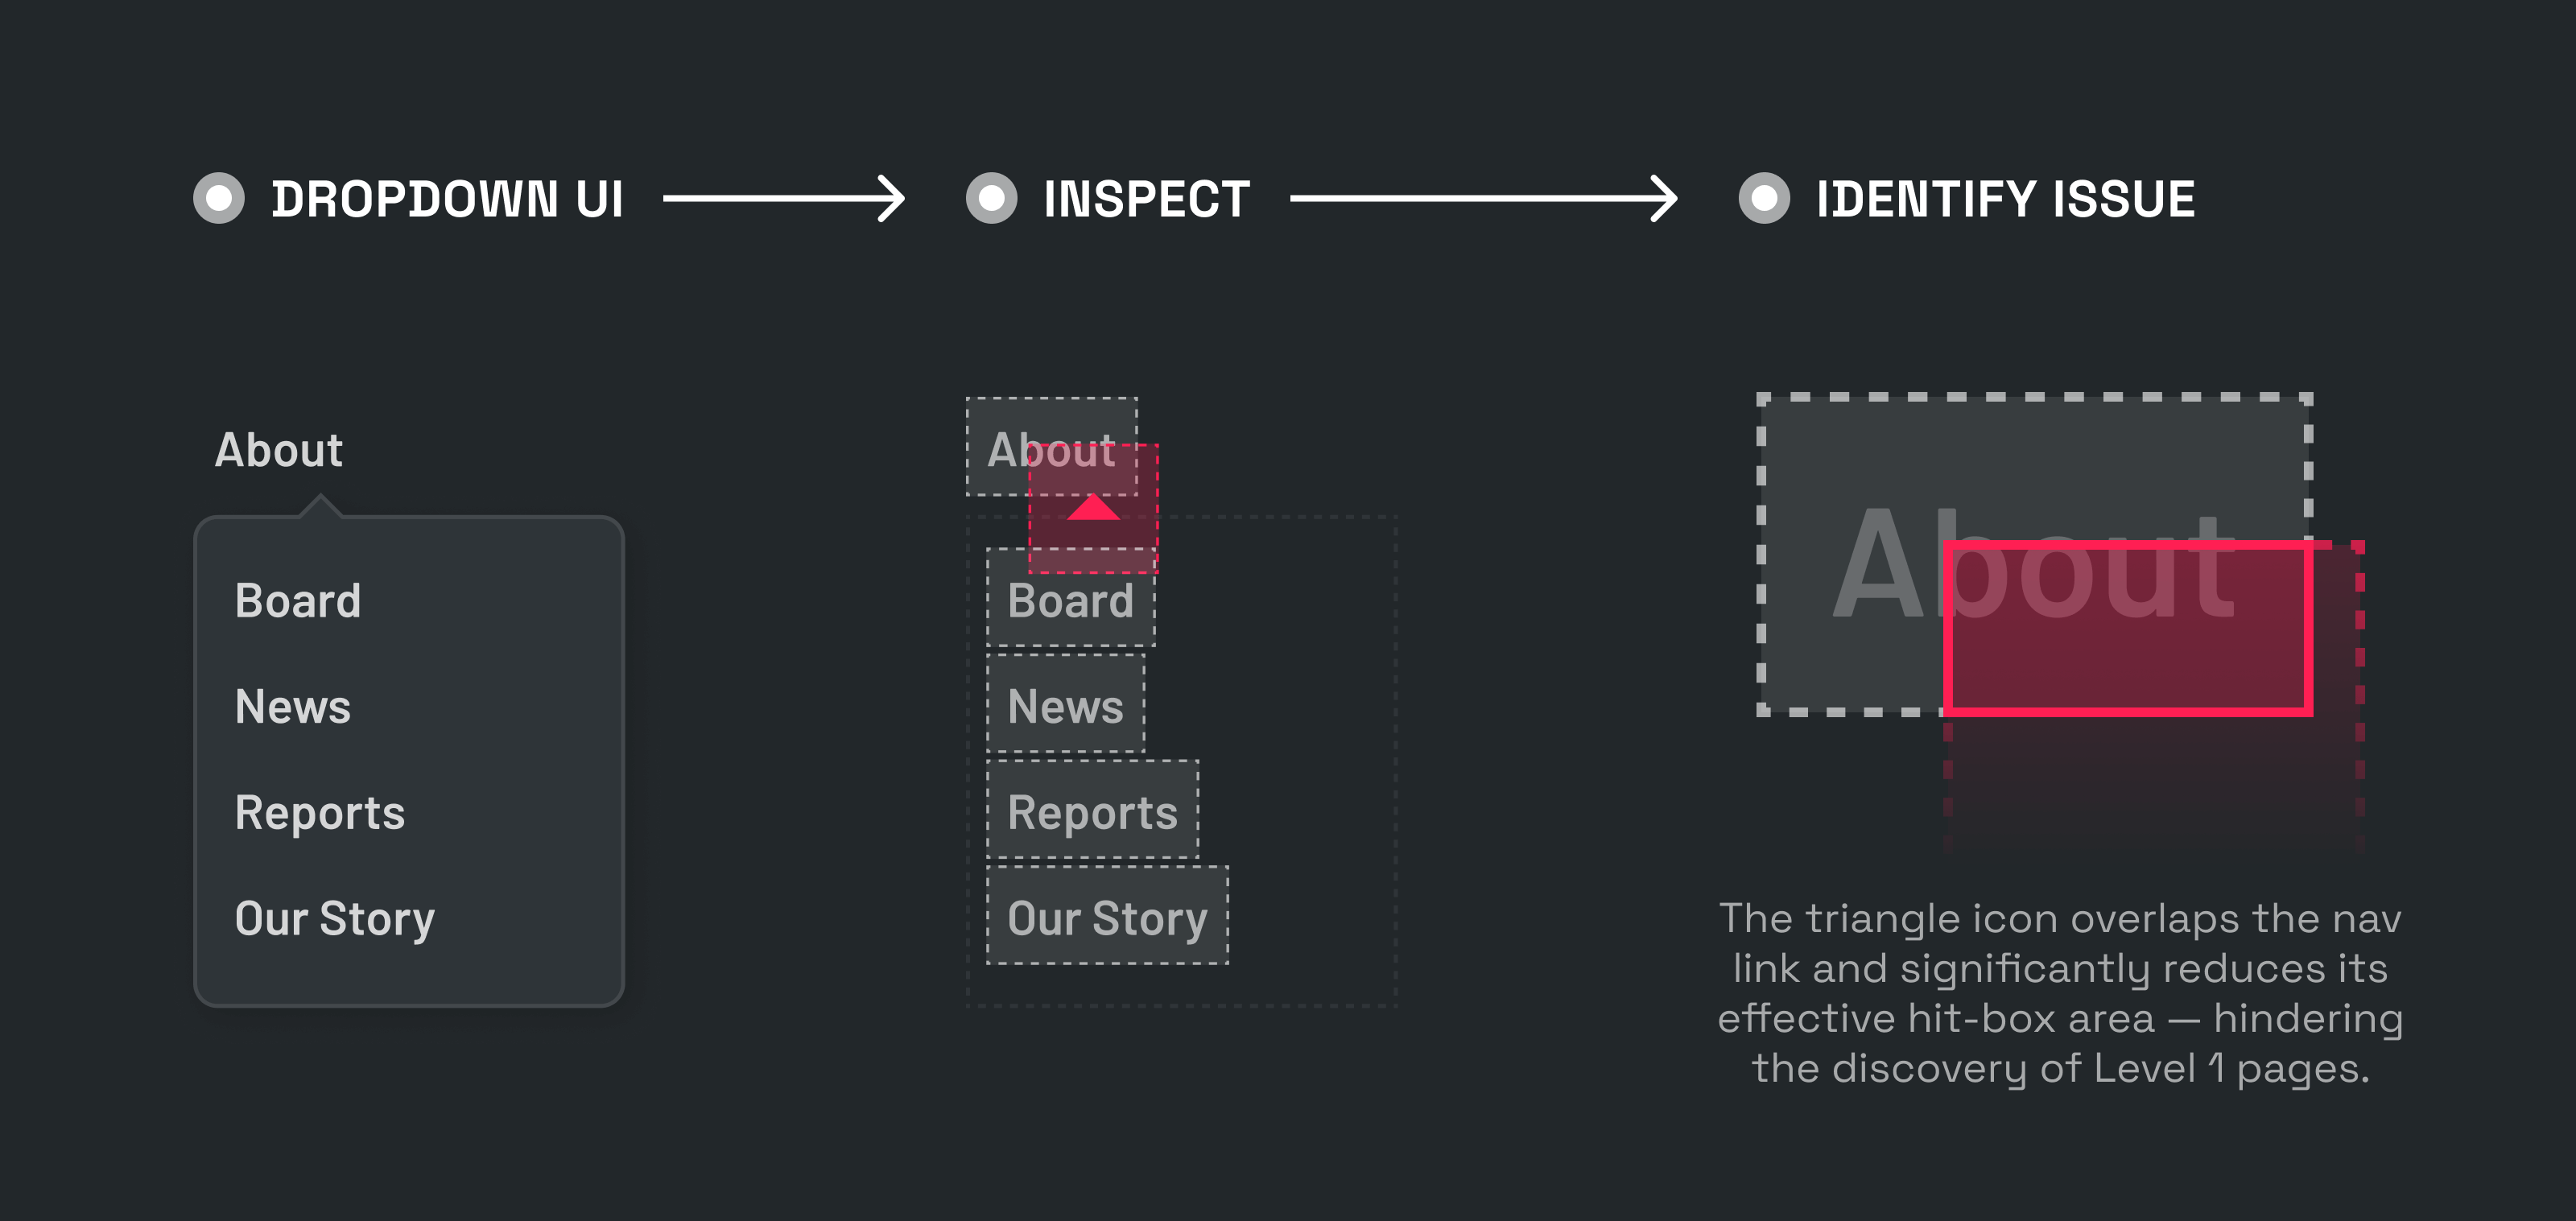 DROPDOWN UI
INSPECT
IDENTIFY ISSUE
About
Board
News
Reports
Our Story
About
Board
News
Reports
Our Story
About
The triangle icon overlaps the nav
link and significantly reduces its
effective hit-box area — hindering
the discovery of Level 1 pages.